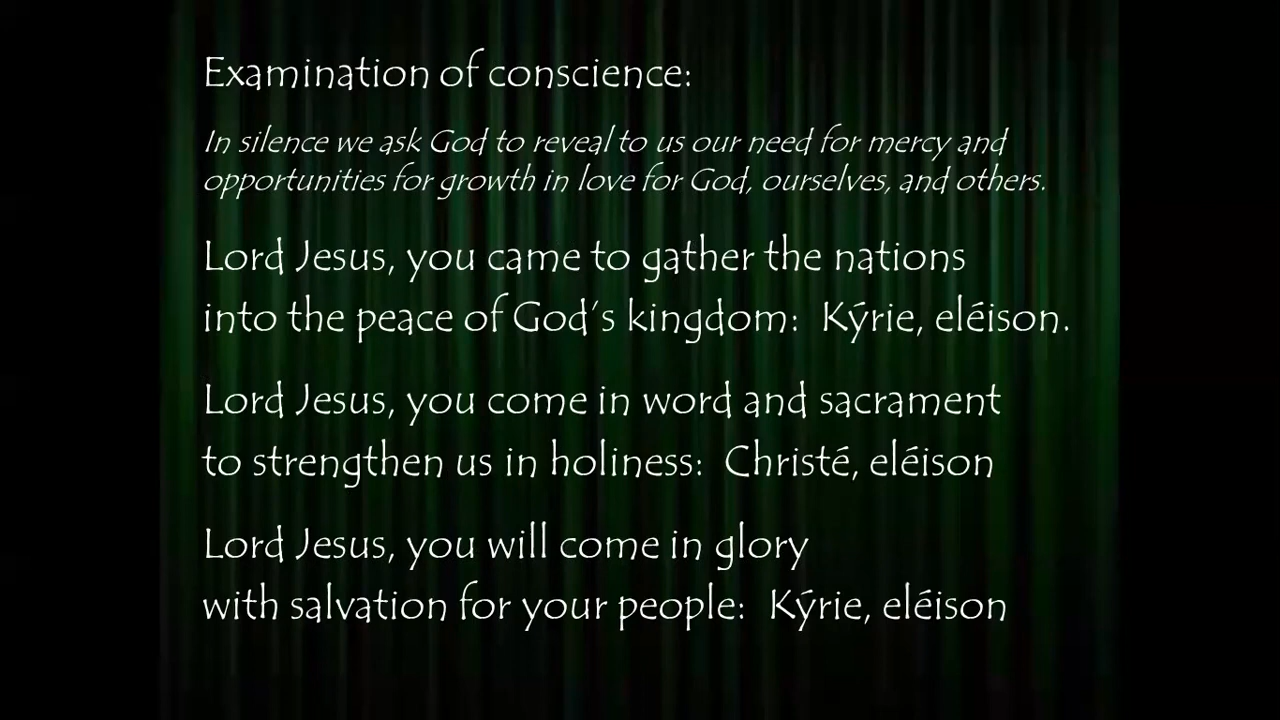 Examination of conscience:
In silence we ask God to reveal to us our need for mercy and
opportunities for growth in love for God, ourselves, and others.
Lord Jesus, you came to gather the nations
into the peace of God's kingdom:  Kýrie, eléison.
Lord Jesus, you come in word and sacrament
to strengthen us in holiness:  Christé, eléison
Lord Jesus, you will come in glory
with salvation for your people:  Kýrie, eléison